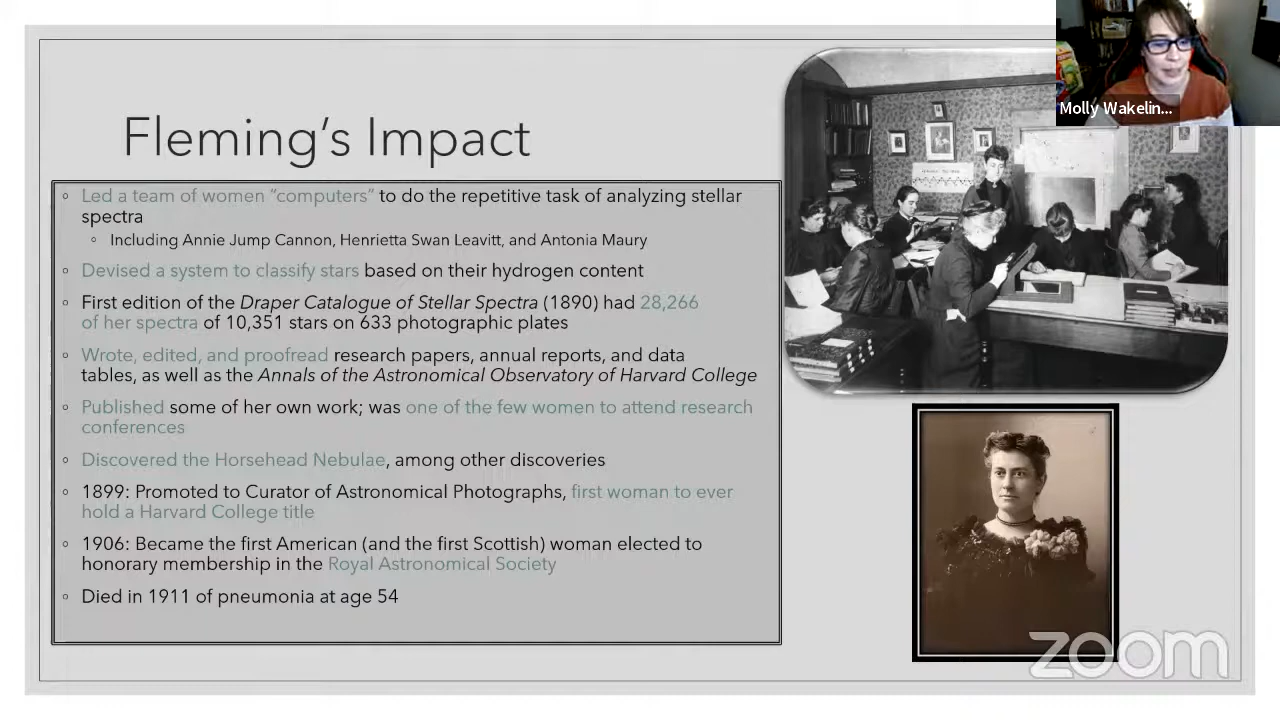 Molly Wakelin...
Fleming's Impact
Led a team of women "computers" to do the repetitive task of analyzing stellar
spectra
Including Annie Jump Cannon, Henrietta Swan Leavitt, and Antonia Maury
Devised a system to classify stars based on their hydrogen content
First edition of the Draper Catalogue of Stellar Spectra (1890) had 28,266
of her spectra of 10,351 stars on 633 photographic plates
Wrote, edited, and proofread research papers, annual reports, and data
tables, as well as the Annals of the Astronomical Observatory of Harvard College
Published some of her own work; was one of the few women to attend research
conferences
Discovered the Horsehead Nebulae, among other discoveries
1899: Promoted to Curator of Astronomical Photographs, first woman to ever
hold a Harvard College title
1906: Became the first American (and the first Scottish) woman elected to
honorary membership in the Royal Astronomical Society
Died in 1911 of pneumonia at age 54
zoom